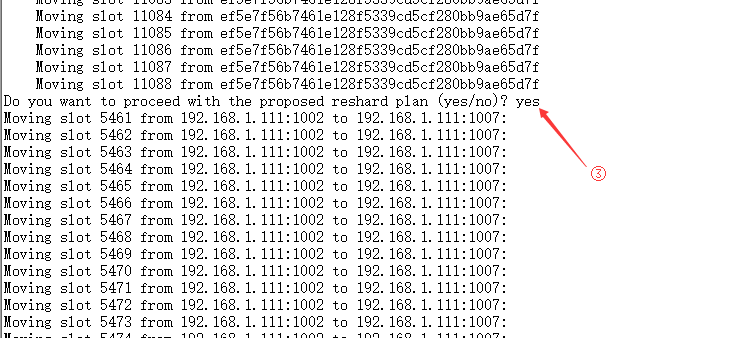 Moving slot 11083 from ef5e7f56b7461e128f5339cd5cf280bb9ae65d7f
Moving slot 11084 from ef5e7f56b7461e128f5339cd5cf280bb9ae65d7f
Moving slot 11085 from ef5e7f56b7461e128f5339cd5cf280bb9ae65d7f
Moving slot 11086 from ef5e7f56b7461e128f5339cd5cf280bb9ae65d7f
Moving slot 11087 from ef5e7f56b7461e128f5339cd5cf280bb9ae65d7f
Moving slot 11088 from ef5e7f56b7461e128f5339cd5cf280bb9ae65d7f
Do you want to proceed with the proposed reshard plan (yes/no)? yes
Moving slot 5461 from 192.168.1.111:1002 to 192.168.1.111:1007:
Moving slot 5462 from 192.168.1.111:1002 to 192.168.1.111:1007:
Moving slot 5463 from 192.168.1.111:1002 to 192.168.1.111:1007:
Moving slot 5464 from 192.168.1.111:1002 to 192.168.1.111:1007:
③
Moving slot 5465 from 192.168.1.111:1002 to 192.168.1.111:1007:
Moving slot 5466 from 192.168.1.111:1002 to 192.168.1.111:1007:
Moving slot 5467 from 192.168.1.111:1002 to 192.168.1.111:1007:
Moving slot 5468 from 192.168.1.111:1002 to 192.168.1.111:1007:
Moving slot 5469 from 192.168.1.111:1002 to 192.168.1.111:1007:
Moving slot 5470 from 192.168.1.111:1002 to 192.168.1.111:1007:
Moving slot 5471 from 192.168.1.111:1002 to 192.168.1.111:1007:
Moving slot 5472 from 192.168.1.111:1002 to 192.168.1.111:1007:
Moving slot 5473 from 192.168.1.111:1002 to 192.168.1.111:1007:
Moving slot 5474 from 192.168.1.111:1002 to 192.168.1.111:1007: